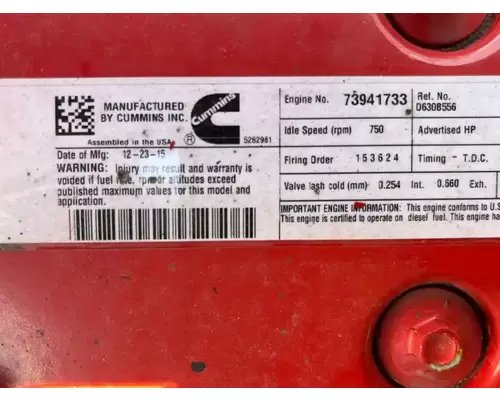 MANUFACTURED
BY CUMMINS INC.
Cummins
®
Assembled in the USA
5262981
Date of Mfg: 12-23-15
WARNING: Injury may result and warranty is
voided if fuel rate, rpm or altitudes exceed
published maximum values for this model and
application.
Engine No. 73941733
Ref. No.
D630B556
Idle Speed (rpm) 750
Advertised HP
Firing Order 153624
Timing - T.D.C.
Valve lash cold (mm) 0.254 Int. 0.660 Exh.
IMPORTANT ENGINE INFORMATION: This engine conforms to U.S
This engine is certified to operate on diesel fuel. This engine